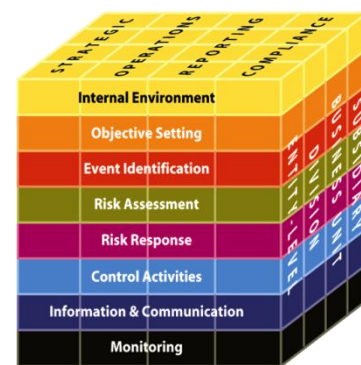 STRATEGIC
OPERATIONS
REPORTING
COMPLIANCE
Internal Environment
Objective Setting
Event Identification
Risk Assessment
Risk Response
Control Activities
Information & Communication
Monitoring
ENTITY-LEVEL
DIVISION
BUSINESS UNIT
SUBSIDIARY